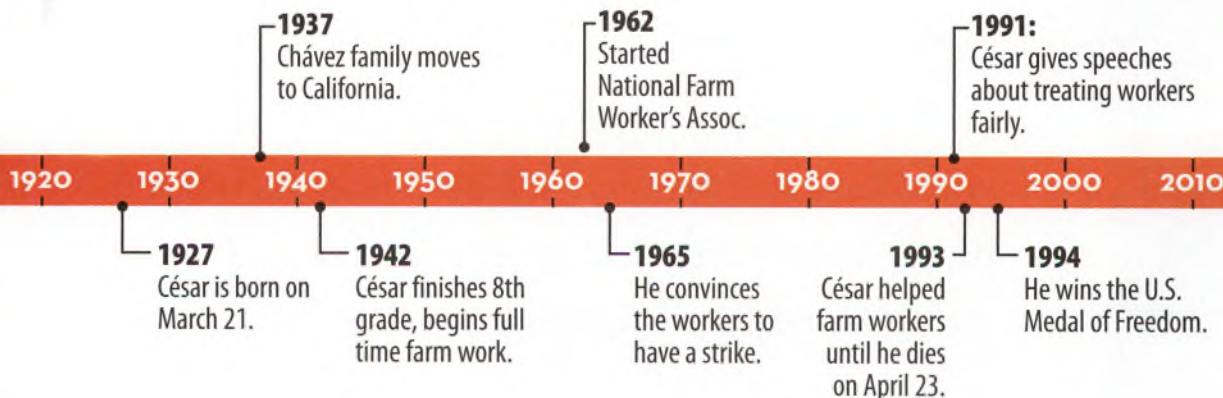 1937
Chávez family moves
to California.
1962
Started
National Farm
Worker's Assoc.
1991:
César gives speeches
about treating workers
fairly.
1920 1930 1940 1950 1960 1970 1980 1990 2000 2010
1927
César is born on
March 21.
1942
César finishes 8th
grade, begins full
time farm work.
1965
He convinces
the workers to
have a strike.
1993
César helped
farm workers
until he dies
on April 23.
1994
He wins the U.S.
Medal of Freedom.